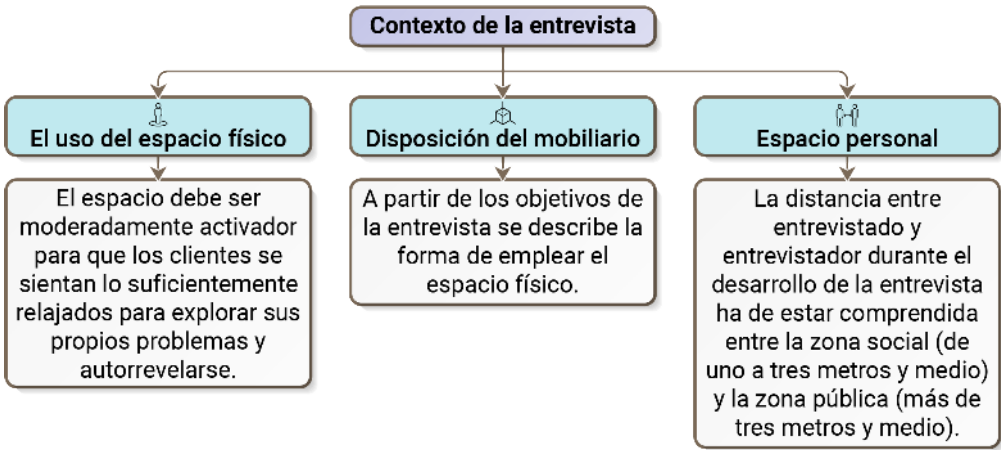 Contexto de la entrevista
El uso del espacio físico
El espacio debe ser
moderadamente activador
para que los clientes se
sientan lo suficientemente
relajados para explorar sus
propios problemas y
autorrevelarse.
Disposición del mobiliario
A partir de los objetivos de
la entrevista se describe la
forma de emplear el
espacio físico.
Espacio personal
La distancia entre
entrevistado y
entrevistador durante el
desarrollo de la entrevista
ha de estar comprendida
entre la zona social (de
uno a tres metros y medio)
y la zona pública (más de
tres metros y medio).